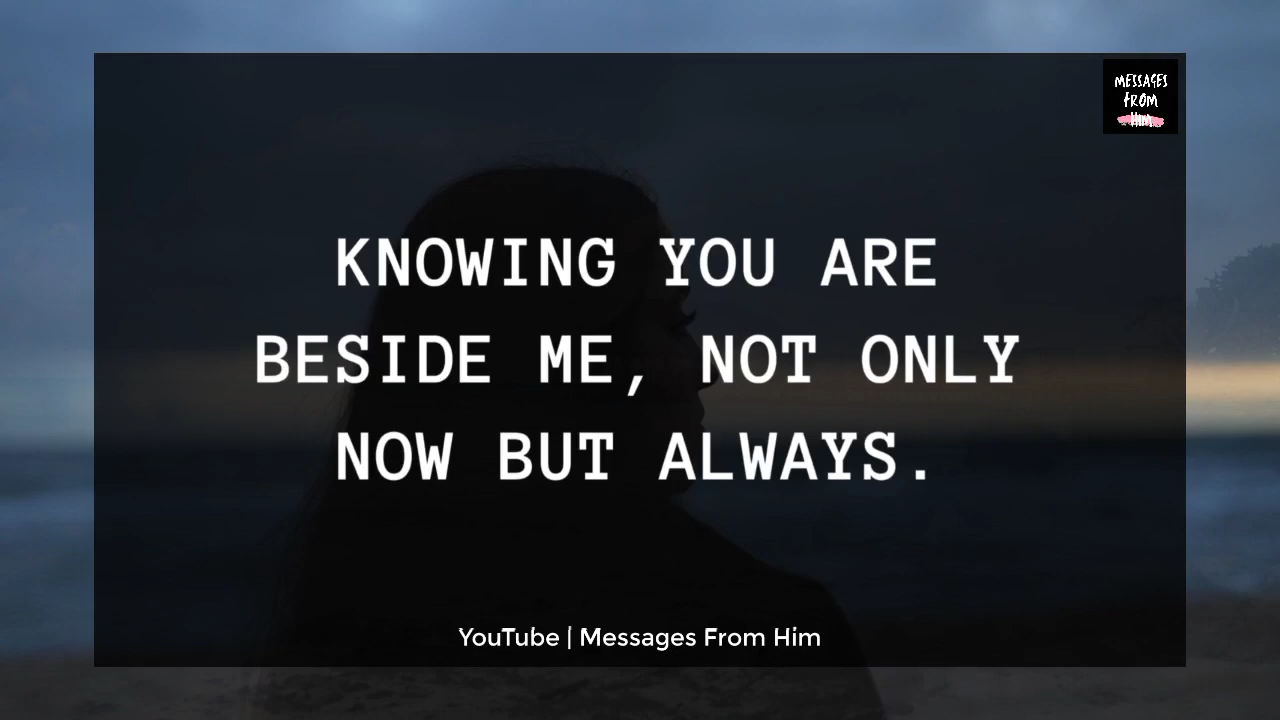 MESSAGES
FROM
Him
KNOWING YOU ARE
BESIDE ME, NOT ONLY
NOW BUT ALWAYS.
YouTube | Messages From Him